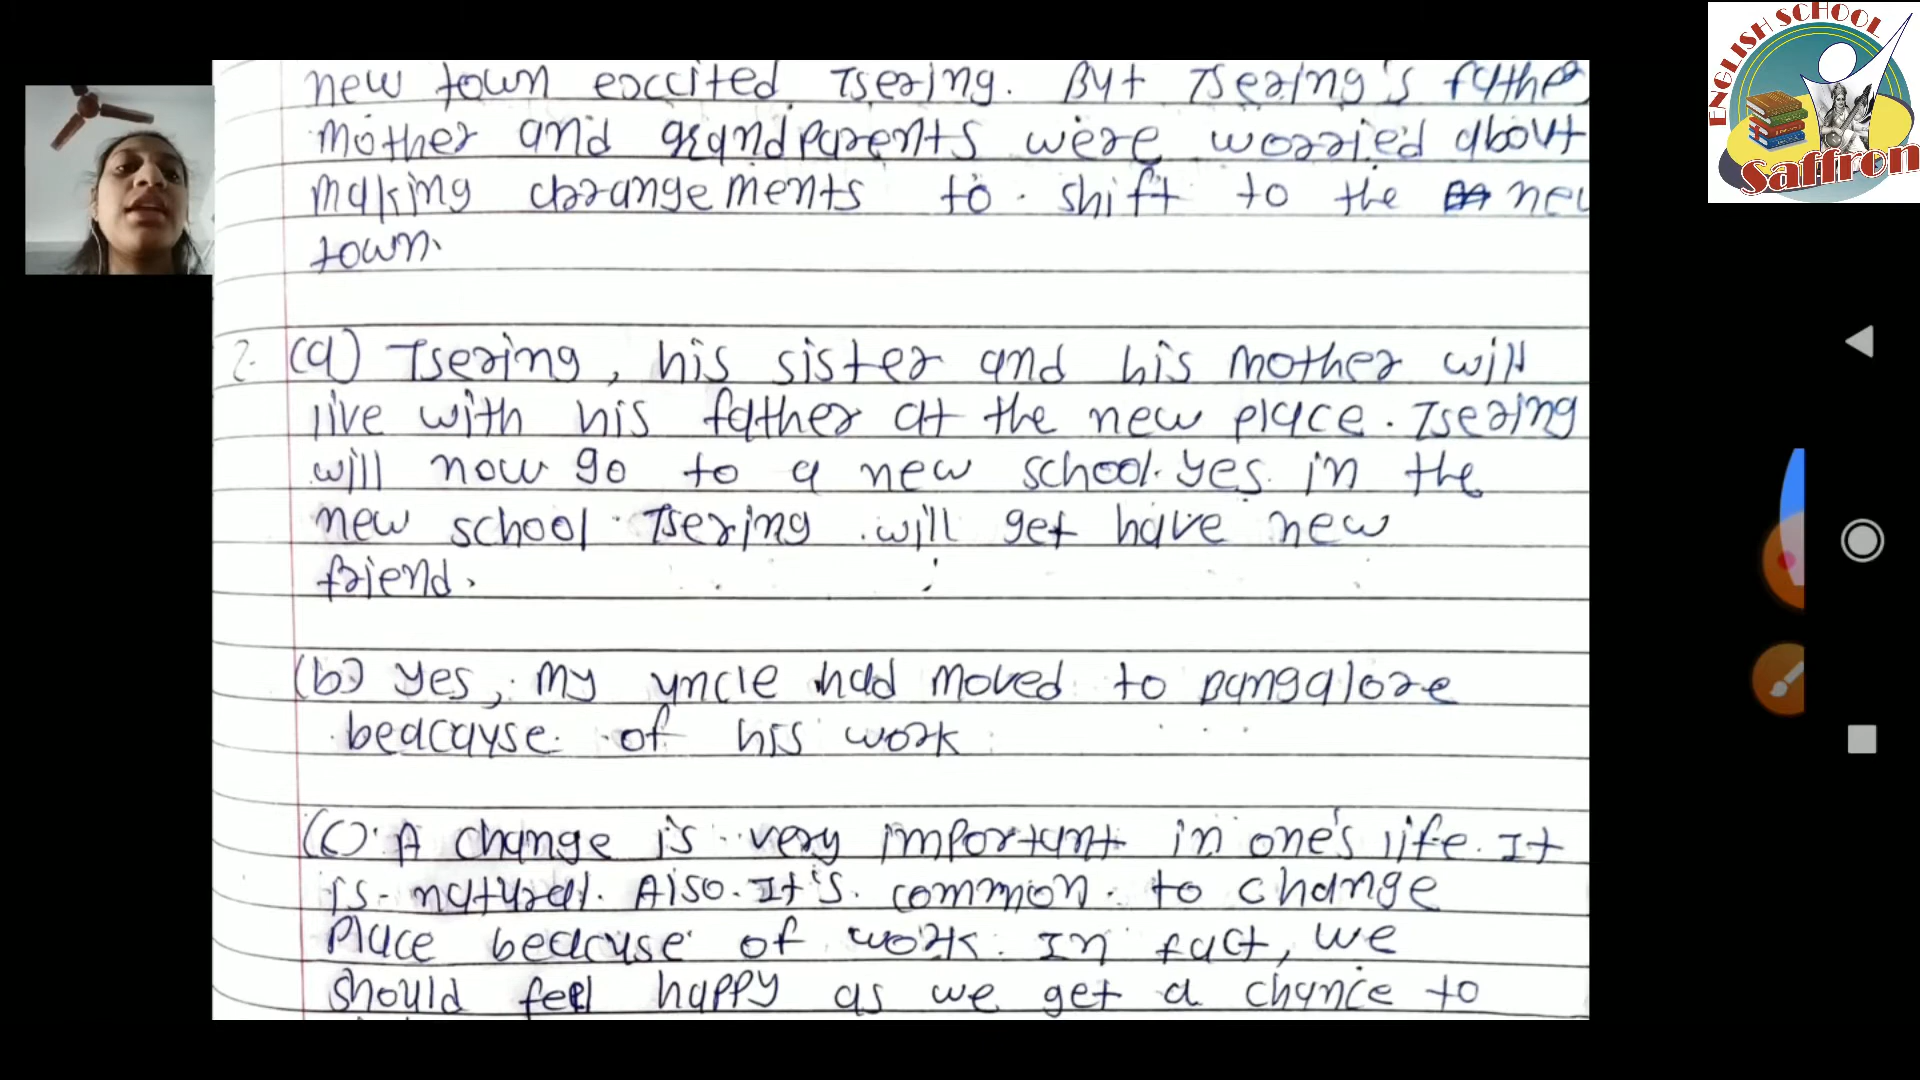 new town exccited Tsering. But Tsering's fathe
mother and grandparents were worried about
making arrangements to shift to the new
town.
2. (a) Tsering, his sister and his mother will
live with his father at the new place. Tsering
will now go to a new school. Yes in the
new school Tsering will get have new
friend.
(b) Yes, my uncle had moved to Bangalore
beacause of his work
(c) A change is very important in one's life. It
is natural. Also. It's common to change
Place beacuse of work. In fact, we
should feel happy as we get a chance to
ENGLISH SCHOOL
Saffron